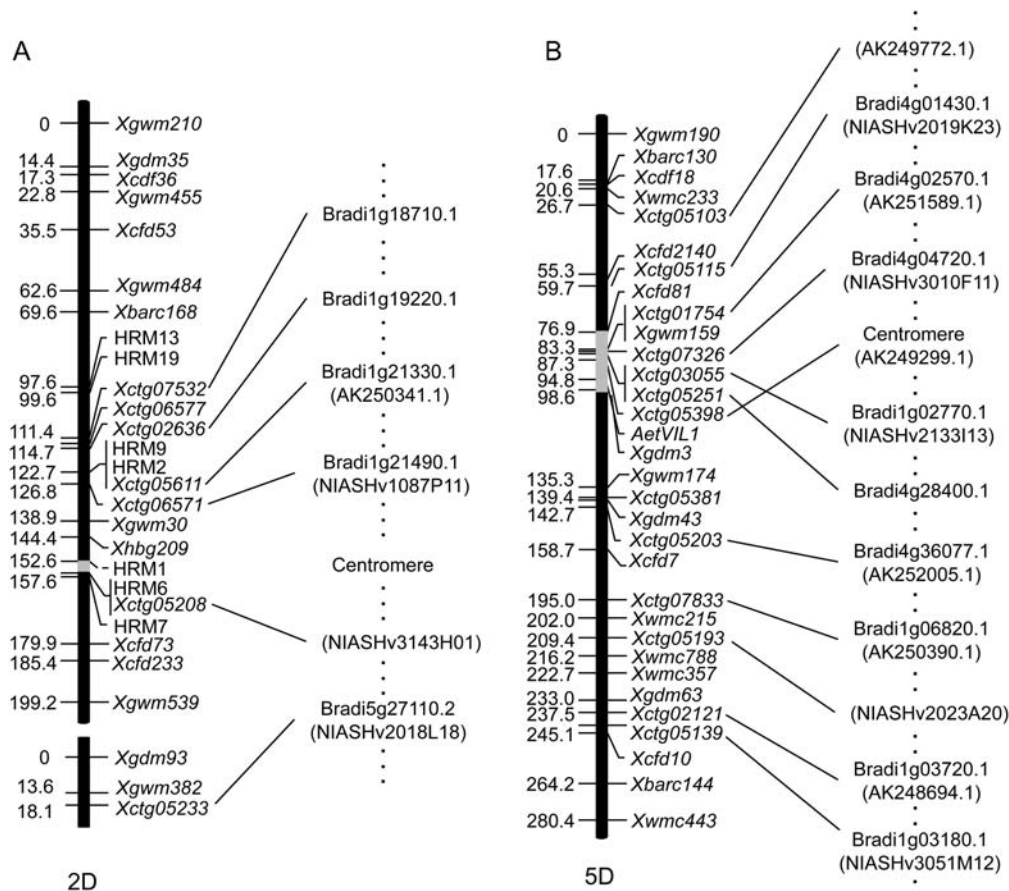 A
0 Xgwm210
14.4 Xgdm35
17.3 Xcdf36
22.8 Xgwm455
35.5 Xcfd53
62.6 Xgwm484
69.6 Xbarc168
HRM13
HRM19
97.6 Xctg07532
99.6 Xctg06577
111.4 Xctg02636
114.7 HRM9
122.7 HRM2
126.8 Xctg05611
Xctg06571
138.9 Xgwm30
144.4 Xhbg209
152.6 HRM1
157.6 HRM6
Xctg05208
HRM7
179.9 Xcfd73
185.4 Xcfd233
199.2 Xgwm539
0 Xgdm93
13.6 Xgwm382
18.1 Xctg05233
2D
Bradi1g18710.1
Bradi1g19220.1
Bradi1g21330.1
(AK250341.1)
Bradi1g21490.1
(NIASHv1087P11)
Centromere
(NIASHv3143H01)
Bradi5g27110.2
(NIASHv2018L18)
B
0 Xgwm190
Xbarc130
17.6 Xcdf18
20.6 Xwmc233
26.7 Xctg05103
Xcfd2140
55.3 Xctg05115
59.7 Xcfd81
Xctg01754
76.9 Xgwm159
83.3 Xctg07326
87.3 Xctg03055
94.8 Xctg05251
98.6 Xctg05398
AetVIL1
Xgdm3
135.3 Xgwm174
139.4 Xctg05381
142.7 Xgdm43
Xctg05203
158.7 Xcfd7
195.0 Xctg07833
202.0 Xwmc215
209.4 Xctg05193
216.2 Xwmc788
222.7 Xwmc357
233.0 Xgdm63
237.5 Xctg02121
245.1 Xctg05139
Xcfd10
264.2 Xbarc144
280.4 Xwmc443
5D
(AK249772.1)
Bradi4g01430.1
(NIASHv2019K23)
Bradi4g02570.1
(AK251589.1)
Bradi4g04720.1
(NIASHv3010F11)
Centromere
(AK249299.1)
Bradi1g02770.1
(NIASHv2133I13)
Bradi4g28400.1
Bradi4g36077.1
(AK252005.1)
Bradi1g06820.1
(AK250390.1)
(NIASHv2023A20)
Bradi1g03720.1
(AK248694.1)
Bradi1g03180.1
(NIASHv3051M12)